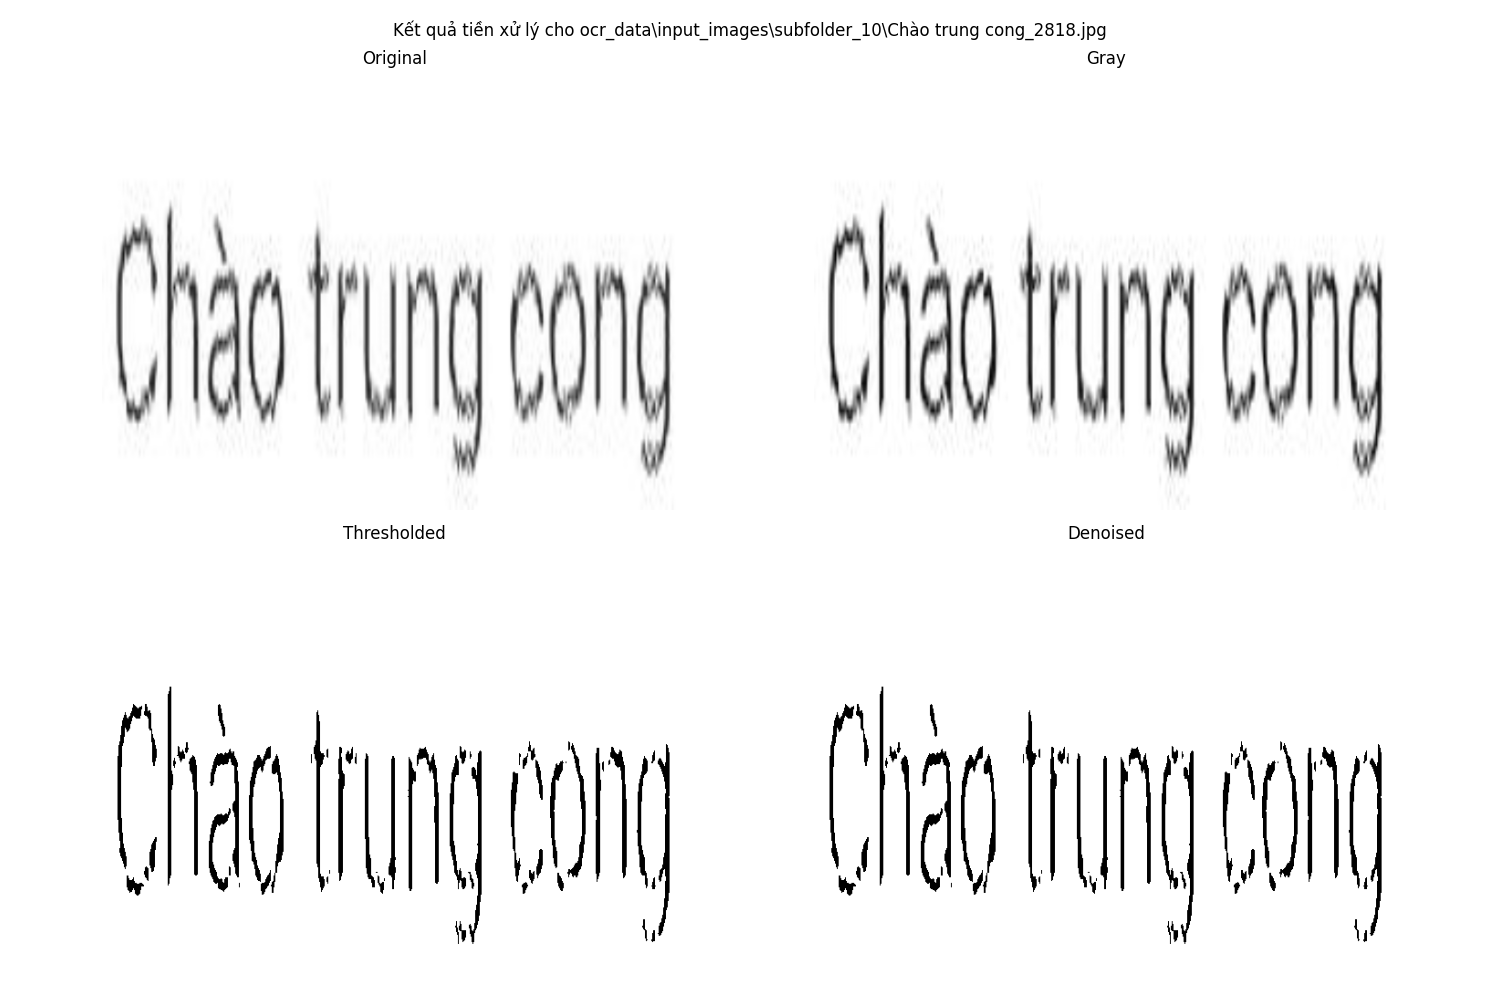 Kết quả tiền xử lý cho ocr_data\input_images\subfolder_10\Chào trung cong_2818.jpg
Original
Gray
Chào trung cong
Chào trung cong
Thresholded
Denoised
Chào trung cong
Chào trung cong